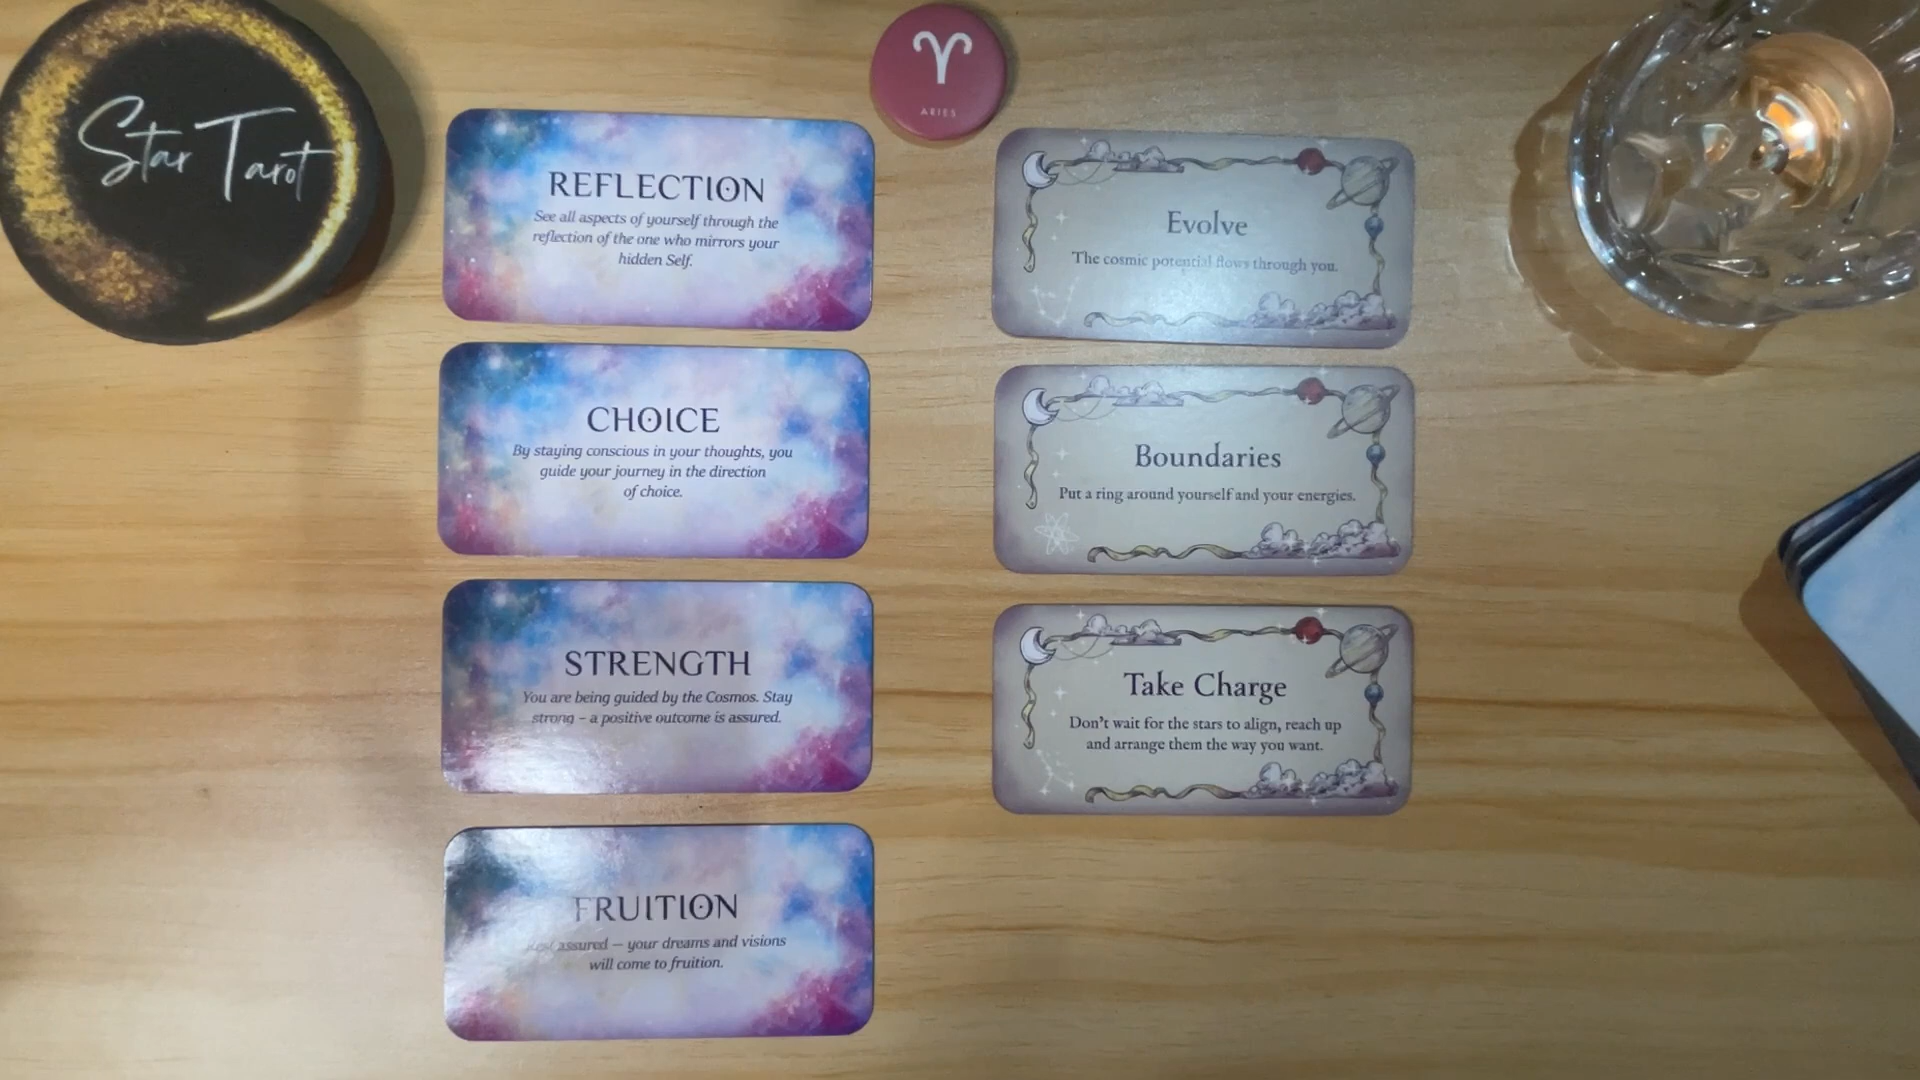 Star Tarot
ARIES
REFLECTION
See all aspects of yourself through the
reflection of the one who mirrors your
hidden Self.
CHOICE
By staying conscious in your thoughts, you
guide your journey in the direction
of choice.
STRENGTH
You are being guided by the Cosmos. Stay
strong – a positive outcome is assured.
FRUITION
Rest assured – your dreams and visions
will come to fruition.
Evolve
The cosmic potential flows through you.
Boundaries
Put a ring around yourself and your energies.
Take Charge
Don't wait for the stars to align, reach up
and arrange them the way you want.